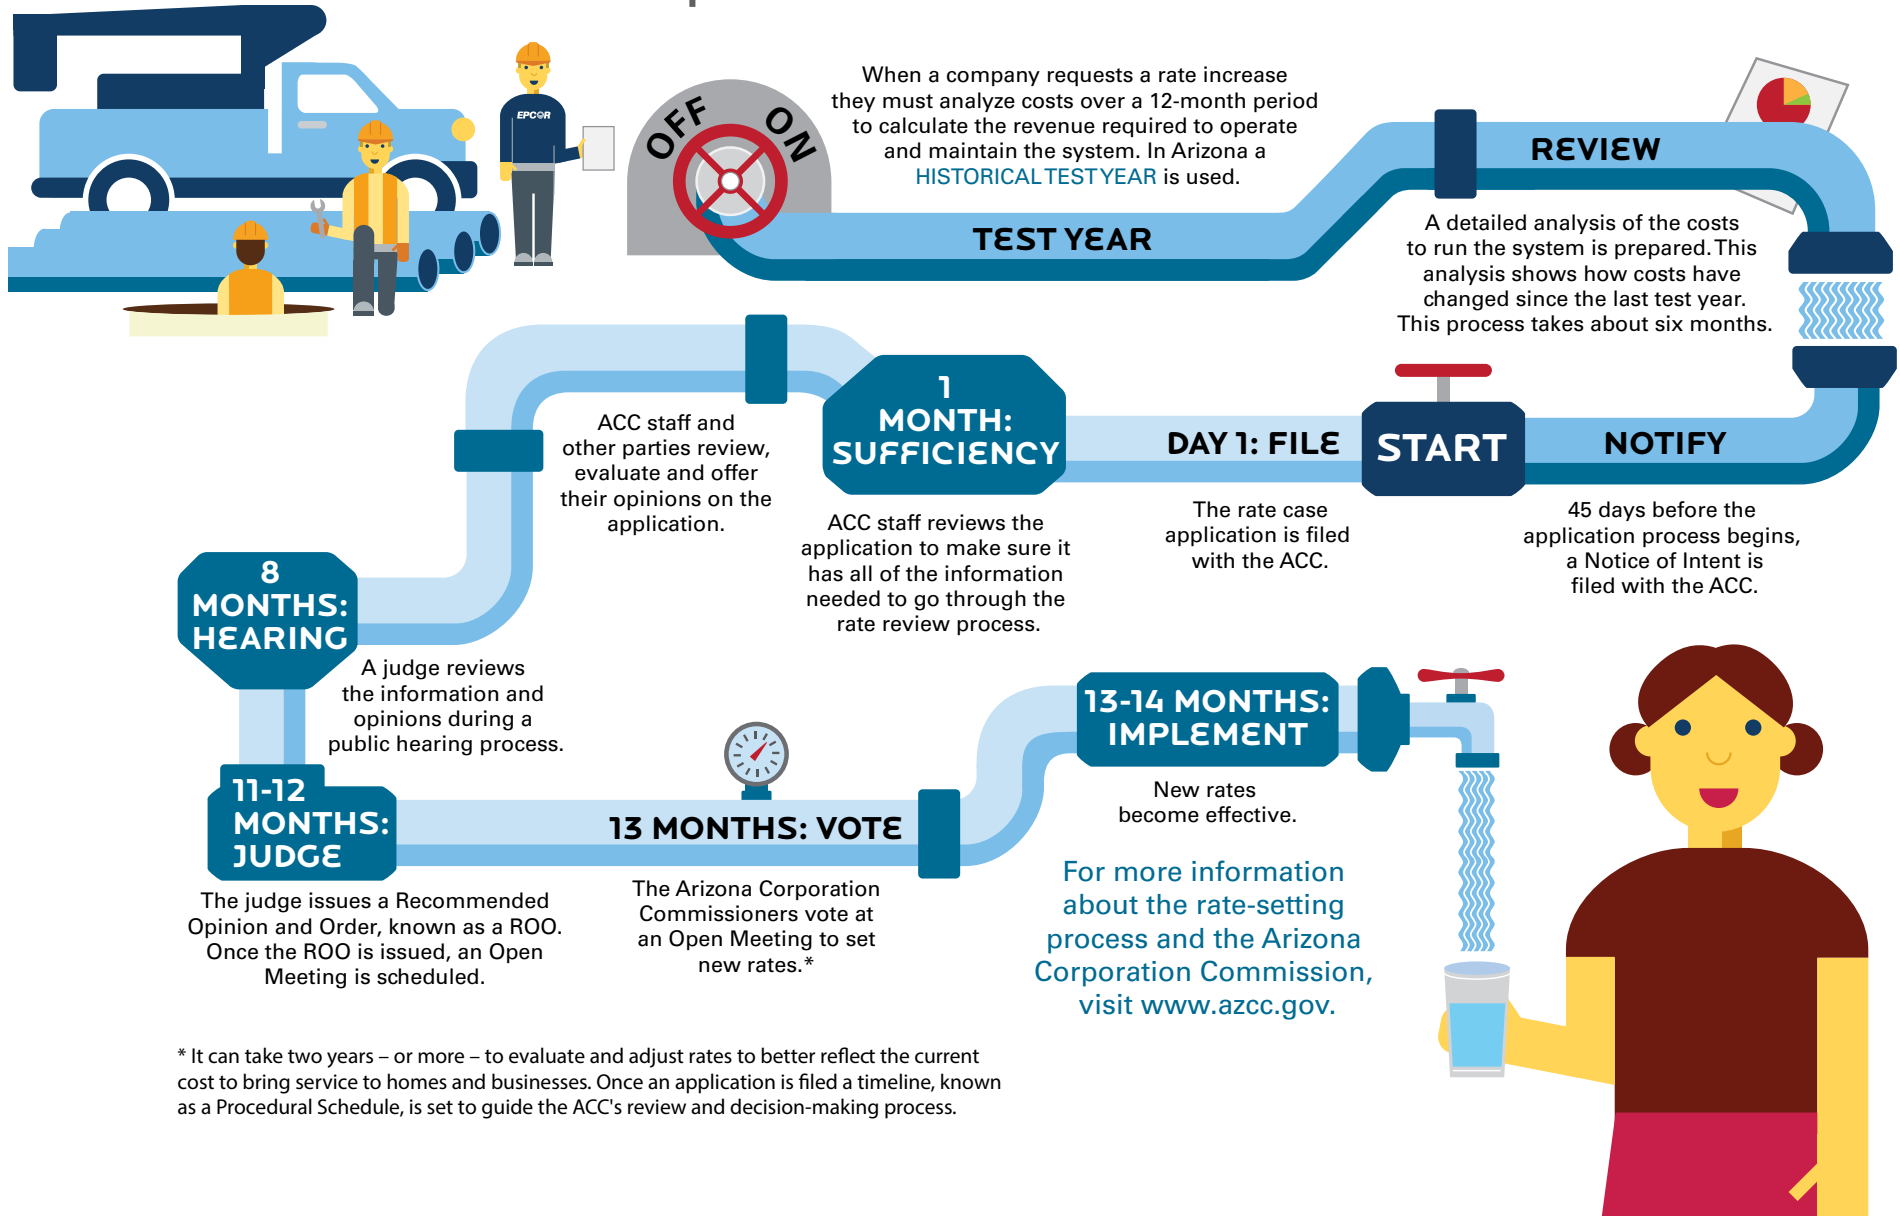 EPCOR
OFF
ON
When a company requests a rate increase
they must analyze costs over a 12-month period
to calculate the revenue required to operate
and maintain the system. In Arizona a
HISTORICAL TEST YEAR is used.
TEST YEAR
REVIEW
A detailed analysis of the costs
to run the system is prepared. This
analysis shows how costs have
changed since the last test year.
This process takes about six months.
NOTIFY
45 days before the
application process begins,
a Notice of Intent is
filed with the ACC.
START
DAY 1: FILE
The rate case
application is filed
with the ACC.
1
MONTH:
SUFFICIENCY
ACC staff reviews the
application to make sure it
has all of the information
needed to go through the
rate review process.
ACC staff and
other parties review,
evaluate and offer
their opinions on the
application.
8
MONTHS:
HEARING
A judge reviews
the information and
opinions during a
public hearing process.
11-12
MONTHS:
JUDGE
The judge issues a Recommended
Opinion and Order, known as a ROO.
Once the ROO is issued, an Open
Meeting is scheduled.
13 MONTHS: VOTE
The Arizona Corporation
Commissioners vote at
an Open Meeting to set
new rates.*
13-14 MONTHS:
IMPLEMENT
New rates
become effective.
For more information
about the rate-setting
process and the Arizona
Corporation Commission,
visit www.azcc.gov.
* It can take two years – or more – to evaluate and adjust rates to better reflect the current
cost to bring service to homes and businesses. Once an application is filed a timeline, known
as a Procedural Schedule, is set to guide the ACC's review and decision-making process.